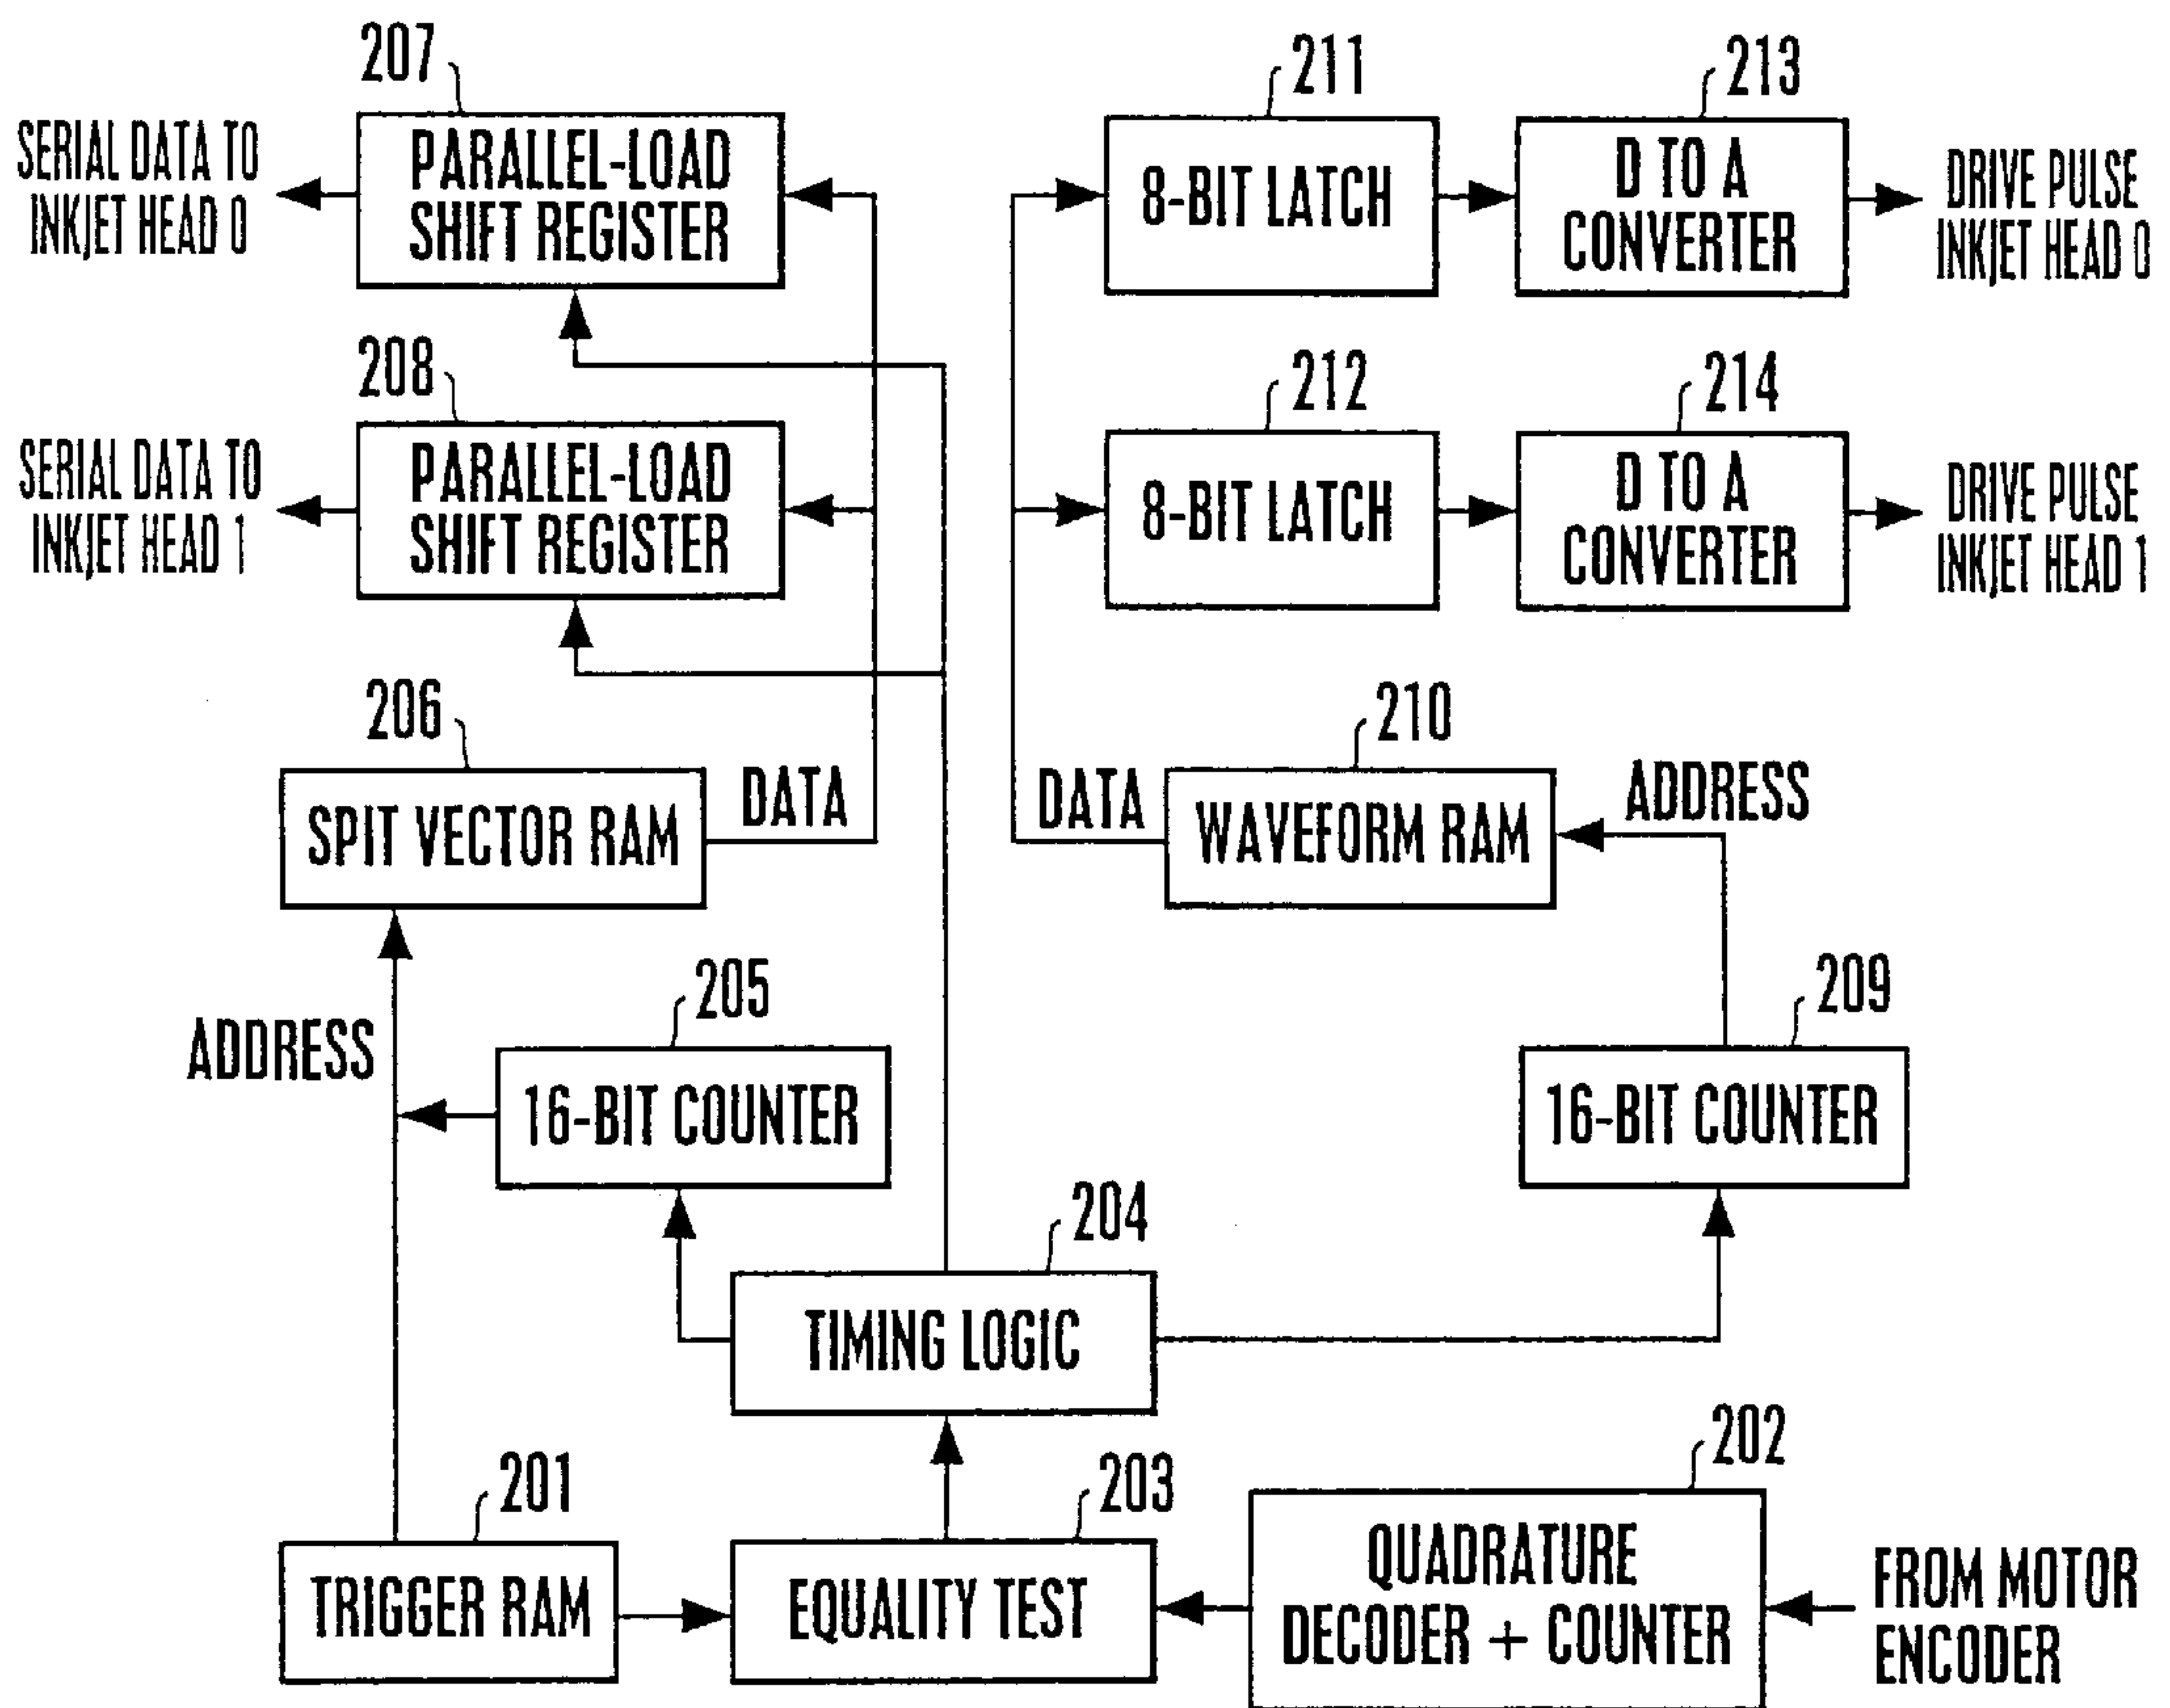 207
SERIAL DATA TO
INKJET HEAD 0
PARALLEL-LOAD
SHIFT REGISTER
211
8-BIT LATCH
213
D TO A
CONVERTER
DRIVE PULSE
INKJET HEAD 0
208
SERIAL DATA TO
INKJET HEAD 1
PARALLEL-LOAD
SHIFT REGISTER
212
8-BIT LATCH
214
D TO A
CONVERTER
DRIVE PULSE
INKJET HEAD 1
206
SPIT VECTOR RAM
DATA
DATA
210
WAVEFORM RAM
ADDRESS
ADDRESS
205
16-BIT COUNTER
209
16-BIT COUNTER
204
TIMING LOGIC
201
TRIGGER RAM
203
EQUALITY TEST
202
QUADRATURE
DECODER + COUNTER
FROM MOTOR
ENCODER